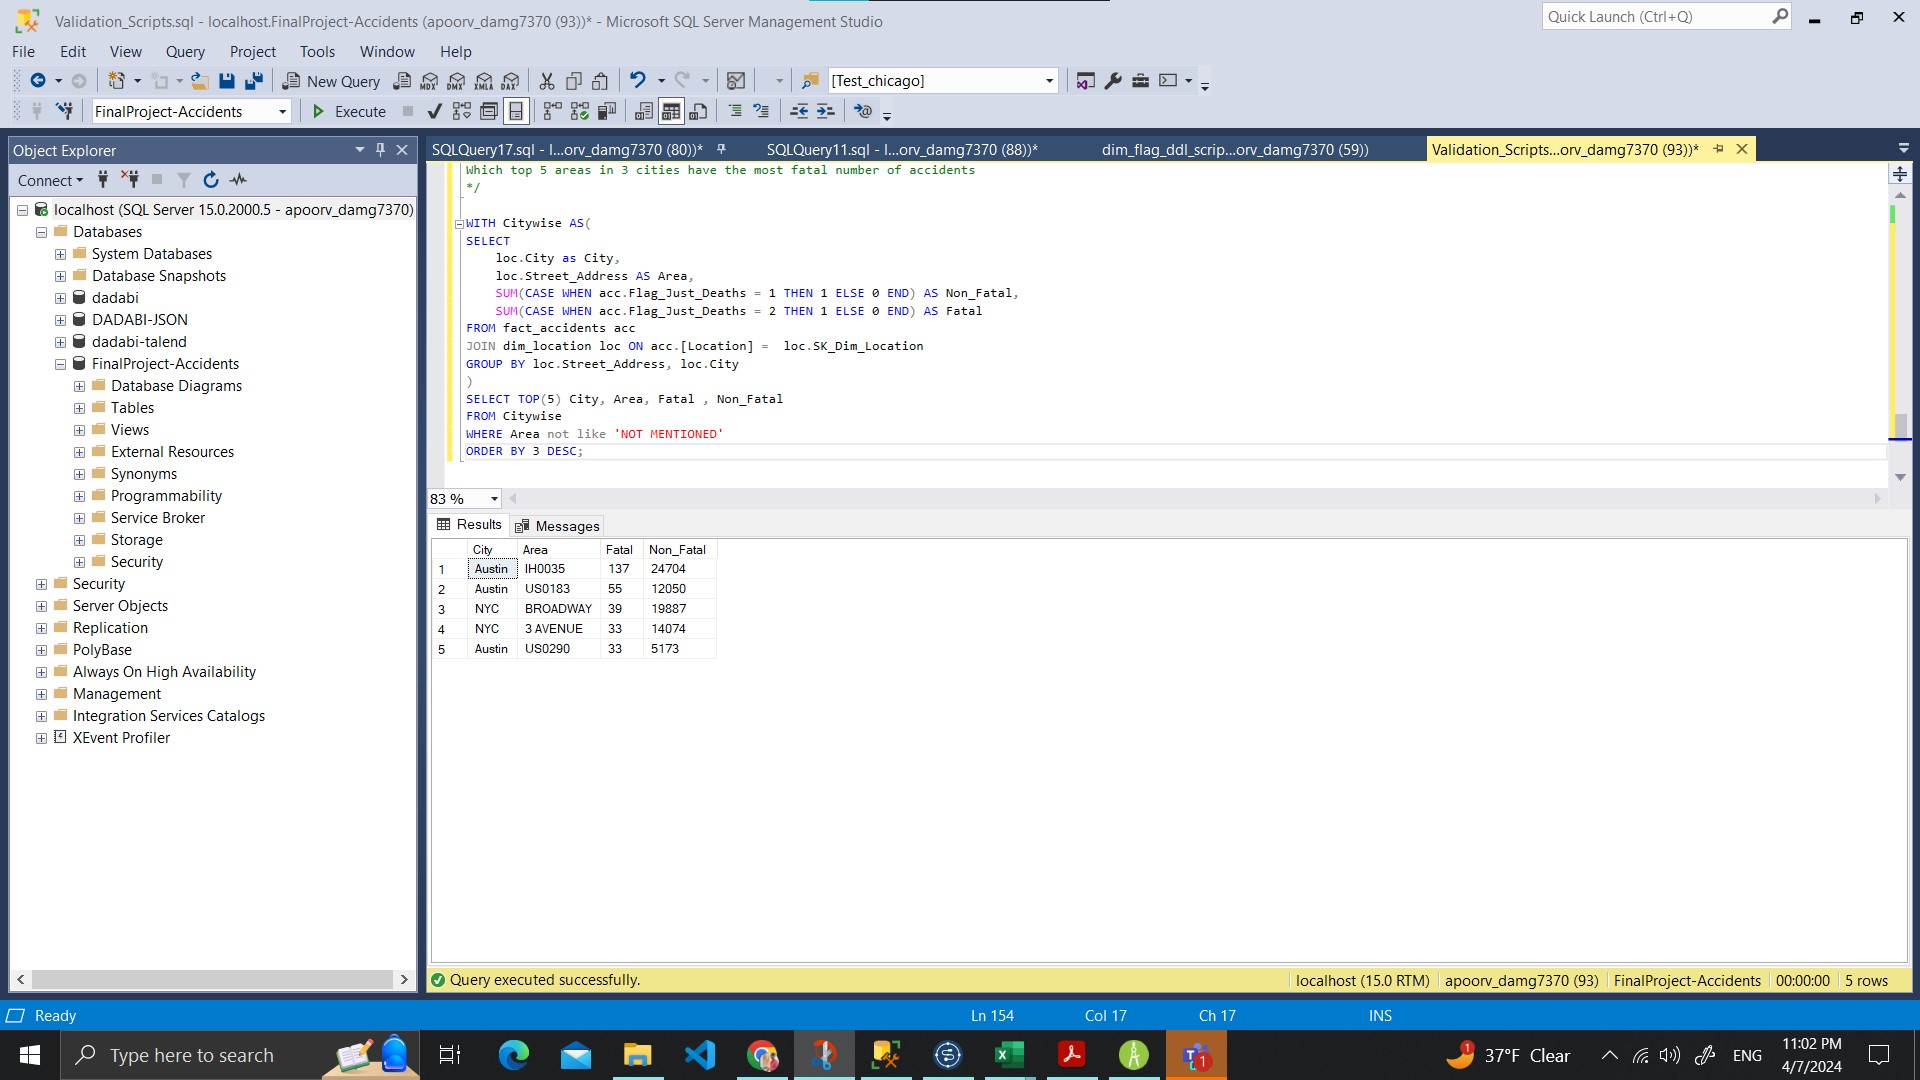 Validation_Scripts.sql - localhost.FinalProject-Accidents (apoorv_damg7370 (93))* - Microsoft SQL Server Management Studio
Quick Launch (Ctrl+Q)
File Edit View Query Project Tools Window Help
New Query MDX DMX XMLA DAX [Test_chicago]
FinalProject-Accidents Execute
Object Explorer
SQLQuery17.sql - l...orv_damg7370 (80))*
SQLQuery11.sql - l...orv_damg7370 (88))*
dim_flag_ddl_scrip...orv_damg7370 (59))
Validation_Scripts...orv_damg7370 (93))*
Connect
localhost (SQL Server 15.0.2000.5 - apoorv_damg7370)
Databases
System Databases
Database Snapshots
dadabi
DADABI-JSON
dadabi-talend
FinalProject-Accidents
Database Diagrams
Tables
Views
External Resources
Synonyms
Programmability
Service Broker
Storage
Security
Security
Server Objects
Replication
PolyBase
Always On High Availability
Management
Integration Services Catalogs
XEvent Profiler
Which top 5 areas in 3 cities have the most fatal number of accidents
*/
WITH Citywise AS(
SELECT
loc.City as City,
loc.Street_Address AS Area,
SUM(CASE WHEN acc.Flag_Just_Deaths = 1 THEN 1 ELSE 0 END) AS Non_Fatal,
SUM(CASE WHEN acc.Flag_Just_Deaths = 2 THEN 1 ELSE 0 END) AS Fatal
FROM fact_accidents acc
JOIN dim_location loc ON acc.[Location] =  loc.SK_Dim_Location
GROUP BY loc.Street_Address, loc.City
)
SELECT TOP(5) City, Area, Fatal , Non_Fatal
FROM Citywise
WHERE Area not like 'NOT MENTIONED'
ORDER BY 3 DESC;
83 %
Results Messages
City Area Fatal Non_Fatal
1 Austin IH0035 137 24704
2 Austin US0183 55 12050
3 NYC BROADWAY 39 19887
4 NYC 3 AVENUE 33 14074
5 Austin US0290 33 5173
Query executed successfully.
localhost (15.0 RTM) apoorv_damg7370 (93) FinalProject-Accidents 00:00:00 5 rows
Ready Ln 154 Col 17 Ch 17 INS
Type here to search
1
1
37°F Clear
ENG
11:02 PM
4/7/2024